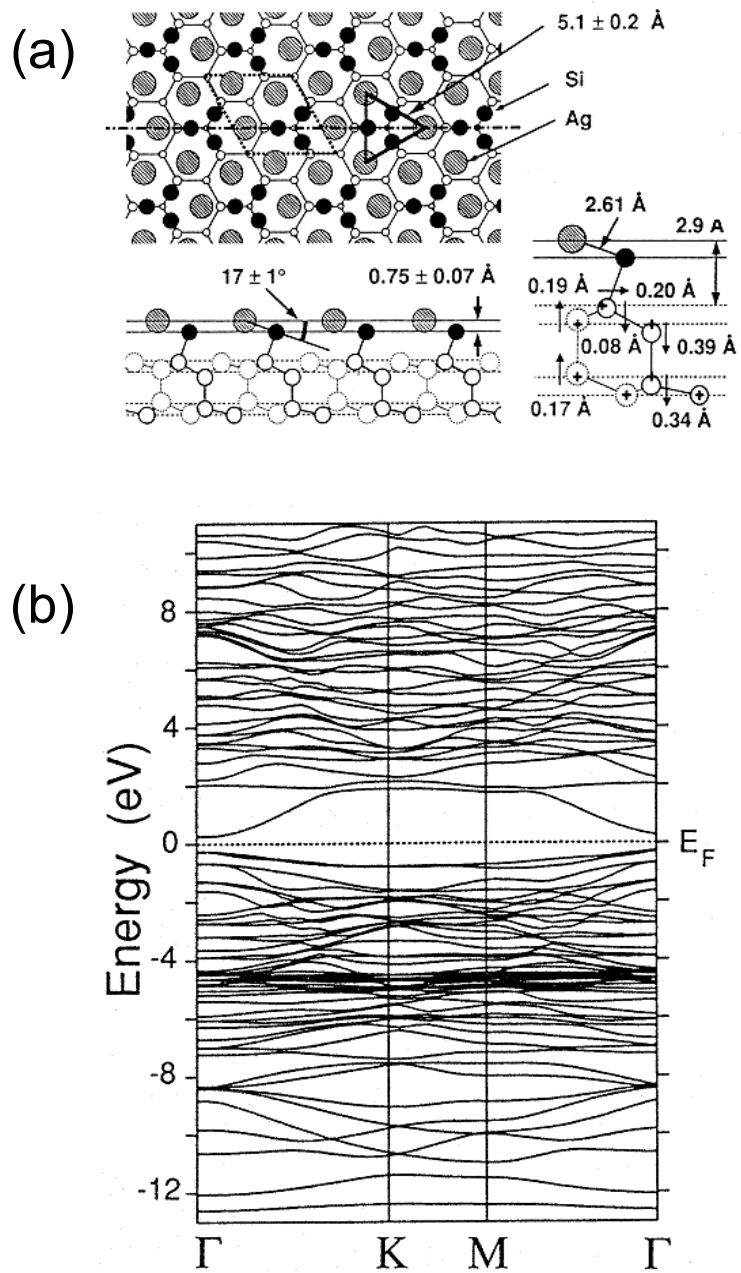 (a)
5.1 ± 0.2 Å
Si
Ag
17 ± 1°
0.75 ± 0.07 Å
2.61 Å
2.9 A
0.19 Å
0.20 Å
0.08 Å
0.39 Å
0.17 Å
0.34 Å
(b)
Energy (eV)
8
4
0
-4
-8
-12
E_F
Γ K M Γ